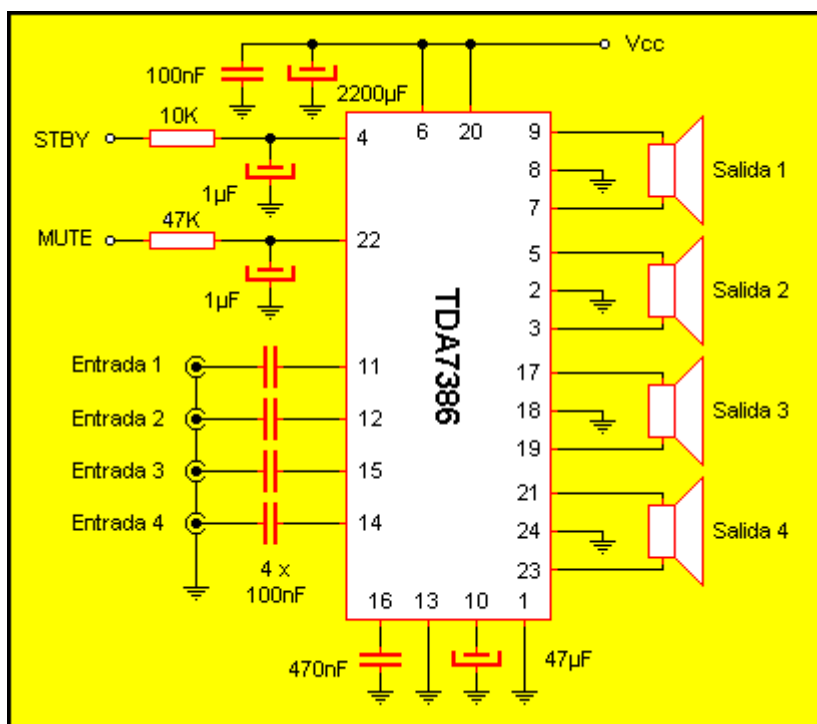 Vcc
100nF
2200µF
10K
STBY
4
6
20
9
Salida 1
8
1µF
7
47K
MUTE
22
5
Salida 2
2
1µF
3
TDA7386
Entrada 1
11
17
Salida 3
Entrada 2
12
18
Entrada 3
15
19
Entrada 4
14
21
Salida 4
24
4 x
100nF
23
16
13
10
1
470nF
47µF